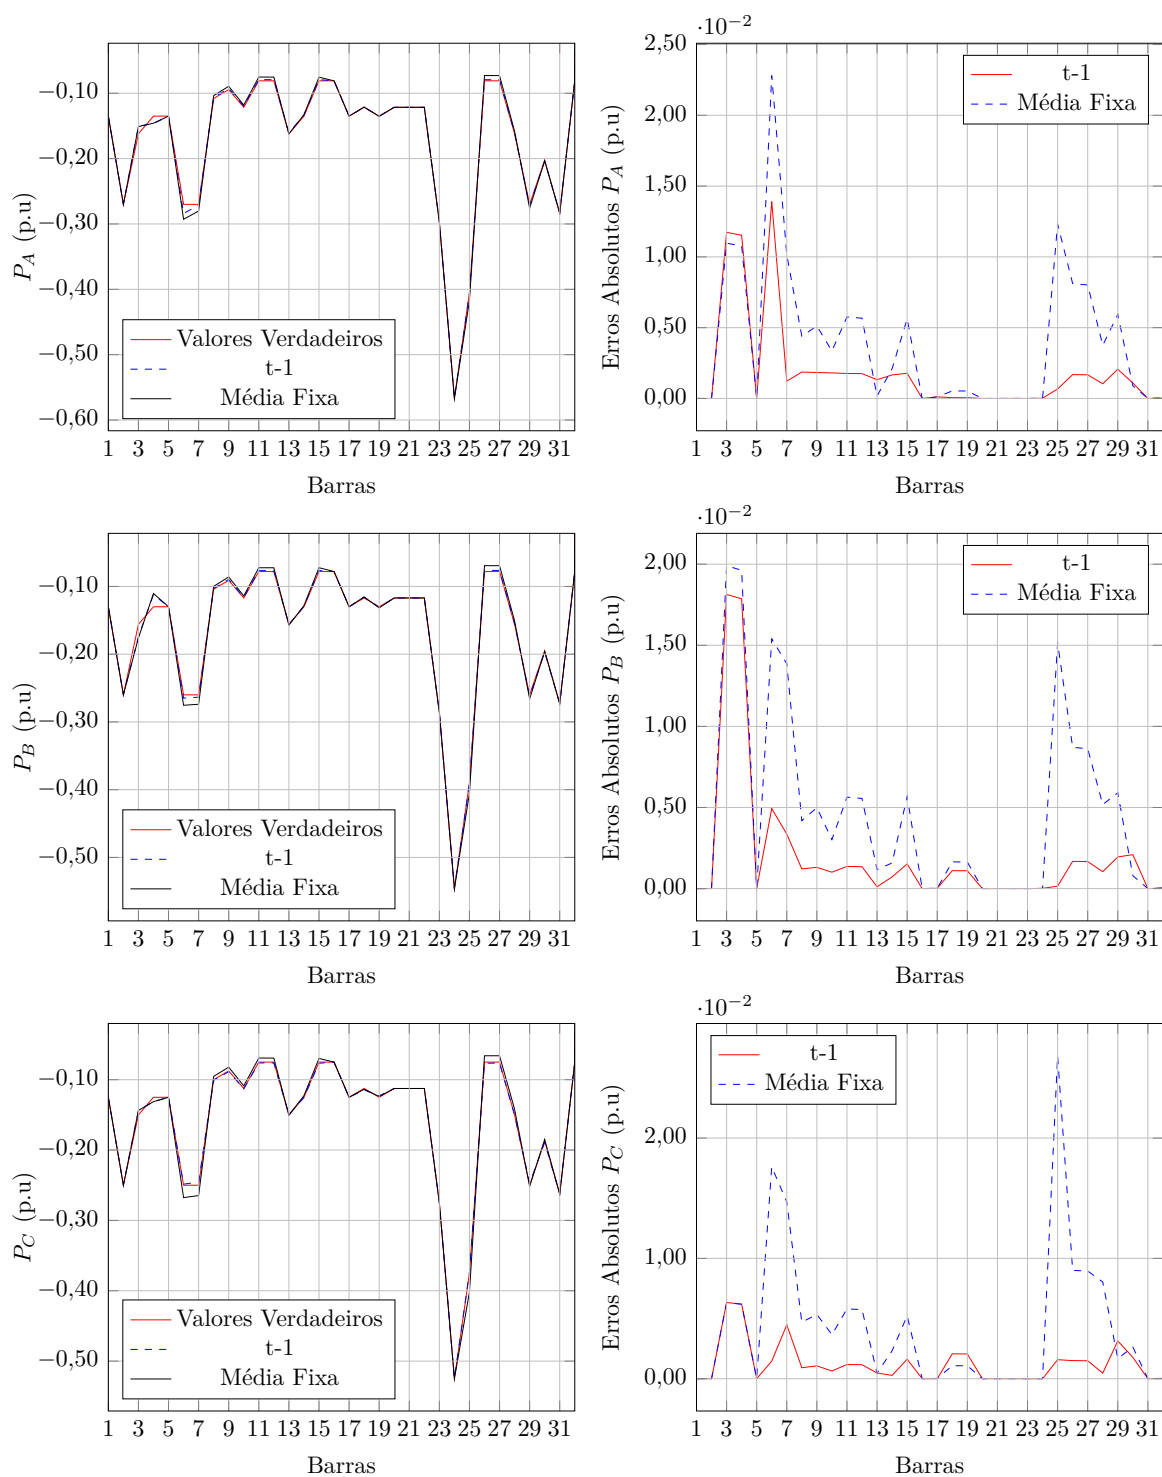 −0,10
−0,20
−0,30
−0,40
−0,50
−0,60
P_A (p.u)
Valores Verdadeiros
t-1
Média Fixa
1 3 5 7 9 11 13 15 17 19 21 23 25 27 29 31
Barras
·10−2
2,50
2,00
1,50
1,00
0,50
0,00
Erros Absolutos P_A (p.u)
t-1
Média Fixa
1 3 5 7 9 11 13 15 17 19 21 23 25 27 29 31
Barras
−0,10
−0,20
−0,30
−0,40
−0,50
P_B (p.u)
Valores Verdadeiros
t-1
Média Fixa
1 3 5 7 9 11 13 15 17 19 21 23 25 27 29 31
Barras
·10−2
2,00
1,50
1,00
0,50
0,00
Erros Absolutos P_B (p.u)
t-1
Média Fixa
1 3 5 7 9 11 13 15 17 19 21 23 25 27 29 31
Barras
−0,10
−0,20
−0,30
−0,40
−0,50
P_C (p.u)
Valores Verdadeiros
t-1
Média Fixa
1 3 5 7 9 11 13 15 17 19 21 23 25 27 29 31
Barras
·10−2
2,00
1,00
0,00
Erros Absolutos P_C (p.u)
t-1
Média Fixa
1 3 5 7 9 11 13 15 17 19 21 23 25 27 29 31
Barras